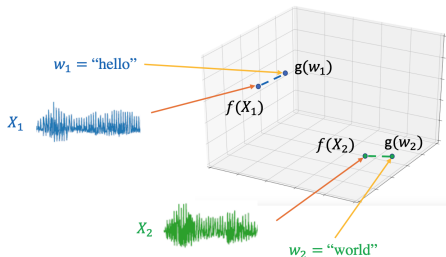 w₁ = “hello”
g(w₁)
f(X₁)
X₁
f(X₂)
g(w₂)
X₂
w₂ = “world”